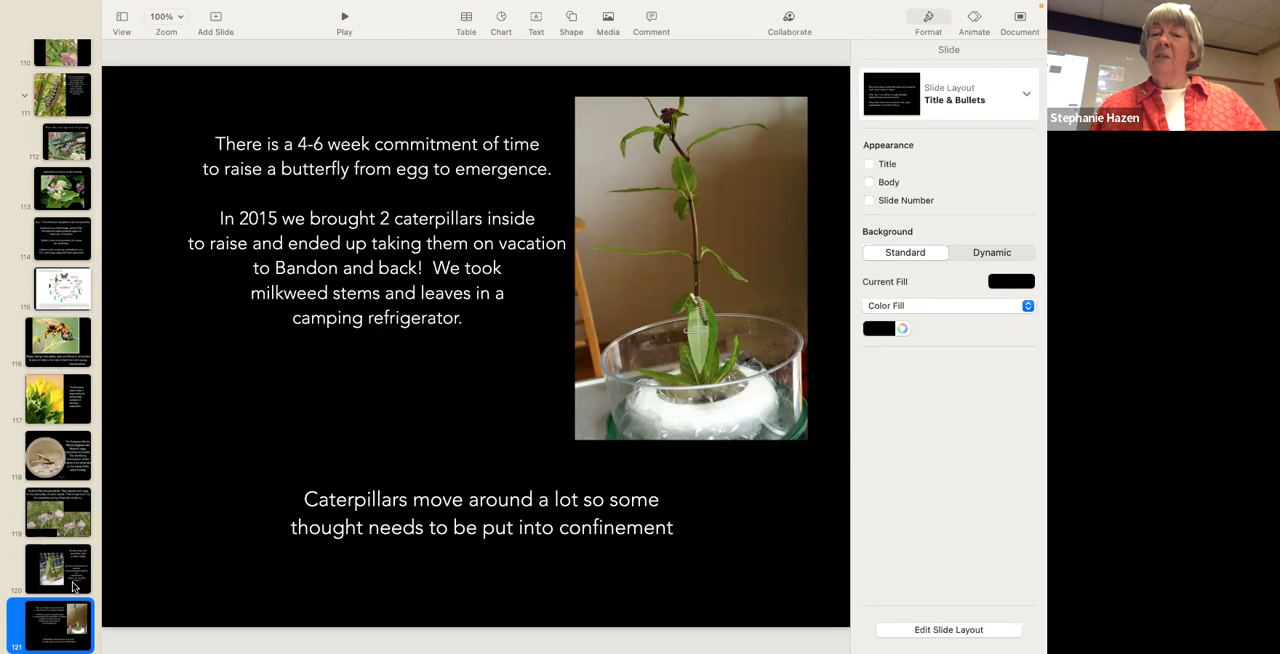 100%
View
Zoom
Add Slide
Play
Table
Chart
Text
Shape
Media
Comment
Collaborate
Format
Animate
Document
Slide
Slide Layout
Title & Bullets
Appearance
Title
Body
Slide Number
Background
Standard
Dynamic
Current Fill
Color Fill
Edit Slide Layout
Stephanie Hazen
110
111
112
113
114
115
116
117
118
119
120
121
There is a 4-6 week commitment of time
to raise a butterfly from egg to emergence.
In 2015 we brought 2 caterpillars inside
to raise and ended up taking them on vacation
to Bandon and back! We took
milkweed stems and leaves in a
camping refrigerator.
Caterpillars move around a lot so some
thought needs to be put into confinement